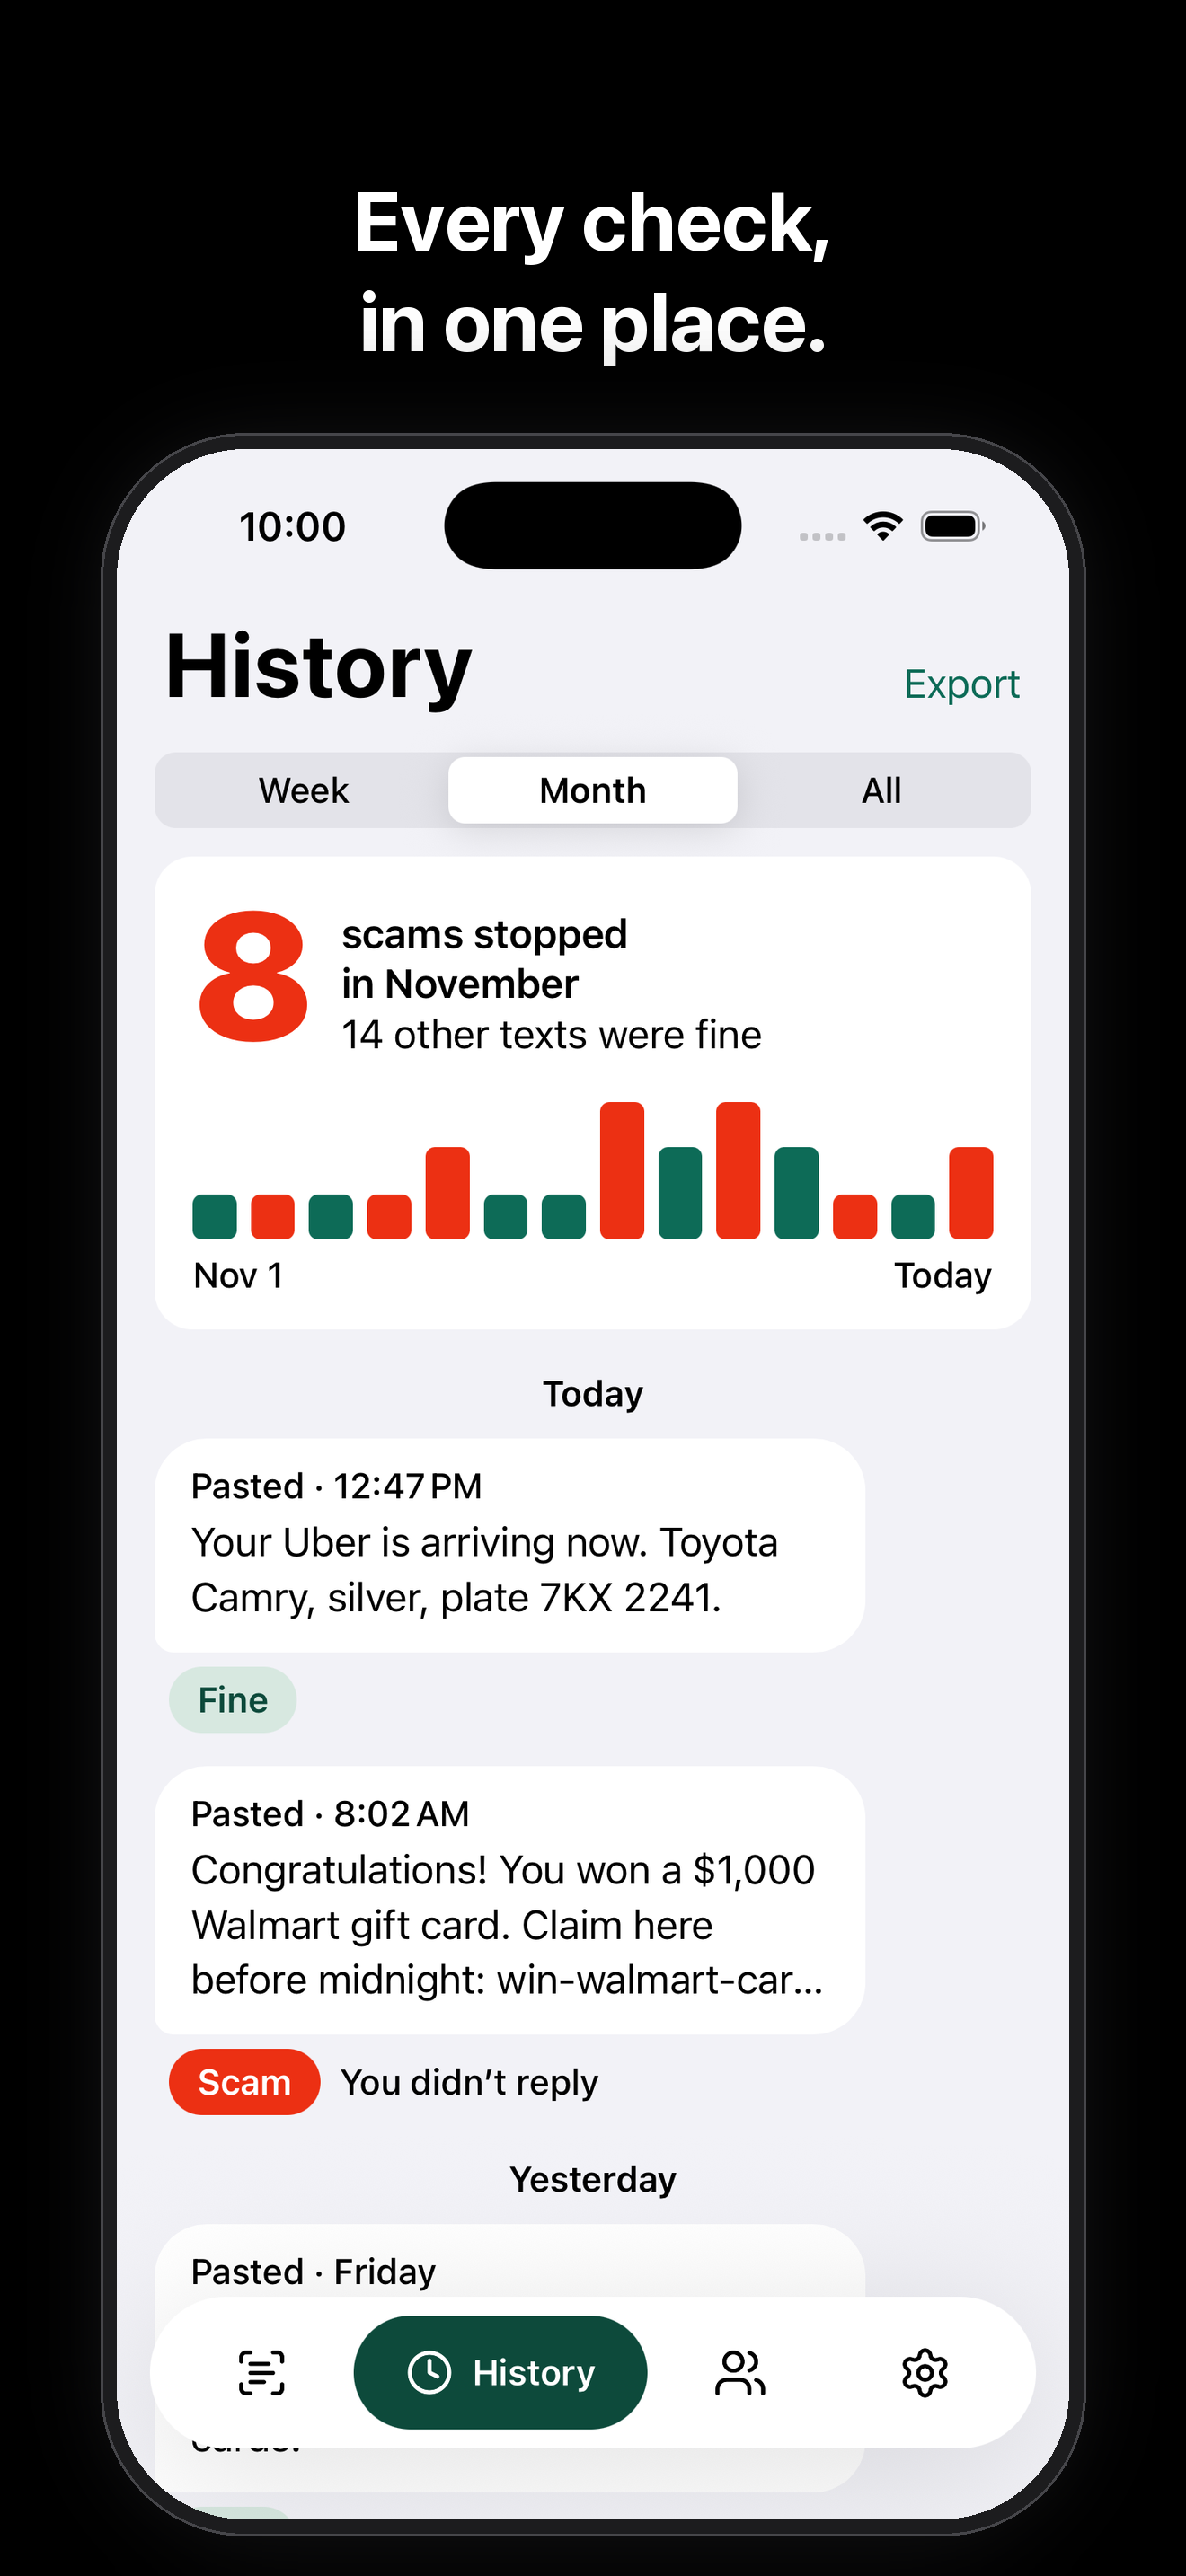 Every check,
in one place.
10:00
History
Export
Week
Month
All
8
scams stopped
in November
14 other texts were fine
Nov 1
Today
Today
Pasted · 12:47 PM
Your Uber is arriving now. Toyota
Camry, silver, plate 7KX 2241.
Fine
Pasted · 8:02 AM
Congratulations! You won a $1,000
Walmart gift card. Claim here
before midnight: win-walmart-car...
Scam
You didn’t reply
Yesterday
Pasted · Friday
History